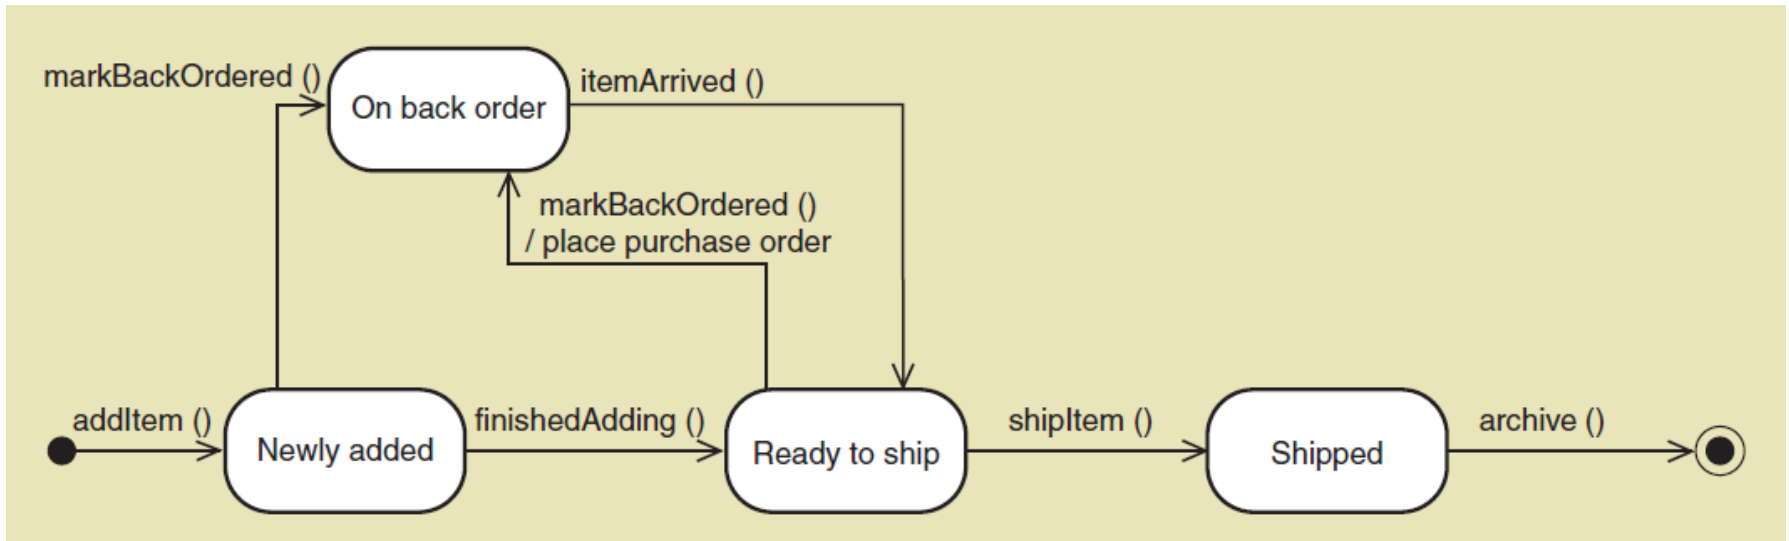 markBackOrdered ()
On back order
itemArrived ()
markBackOrdered ()
/ place purchase order
addItem ()
Newly added
finishedAdding ()
Ready to ship
shipItem ()
Shipped
archive ()